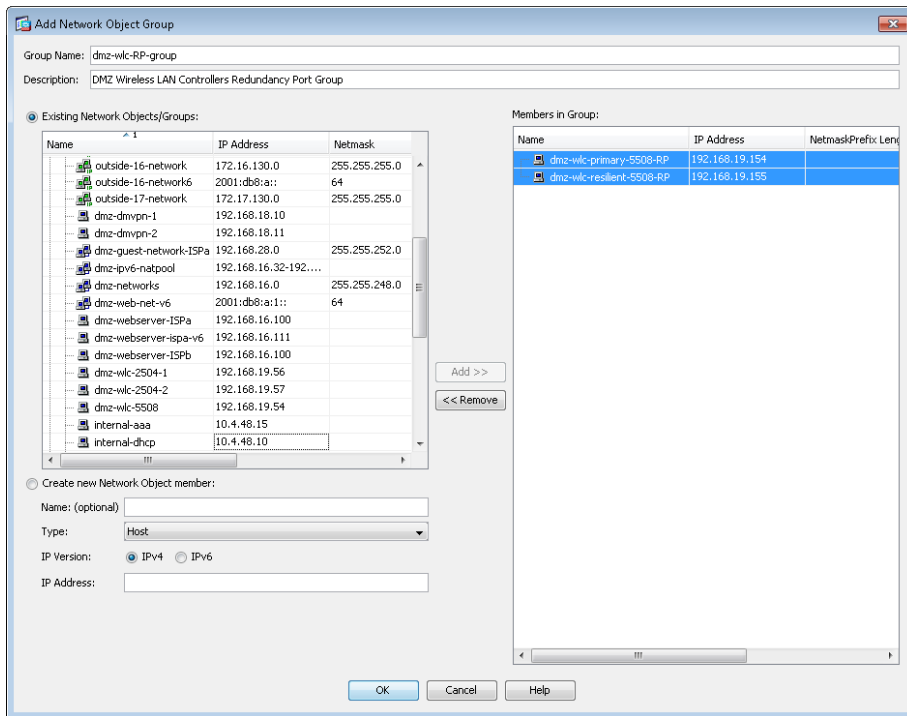 Add Network Object Group
Group Name: dmz-wlc-RP-group
Description: DMZ Wireless LAN Controllers Redundancy Port Group
Existing Network Objects/Groups:
1
Name IP Address Netmask
outside-16-network 172.16.130.0 255.255.255.0
outside-16-network6 2001:db8:a:: 64
outside-17-network 172.17.130.0 255.255.255.0
dmz-dmvpn-1 192.168.18.10
dmz-dmvpn-2 192.168.18.11
dmz-guest-network-ISPa 192.168.28.0 255.255.252.0
dmz-ipv6-natpool 192.168.16.32-192....
dmz-networks 192.168.16.0 255.255.248.0
dmz-web-net-v6 2001:db8:a:1:: 64
dmz-webserver-ISPa 192.168.16.100
dmz-webserver-ispa-v6 192.168.16.111
dmz-webserver-ISPb 192.168.16.100
dmz-wlc-2504-1 192.168.19.56
dmz-wlc-2504-2 192.168.19.57
dmz-wlc-5508 192.168.19.54
internal-aaa 10.4.48.15
internal-dhcp 10.4.48.10
Create new Network Object member:
Name: (optional)
Type: Host
IP Version: IPv4 IPv6
IP Address:
Add >>
<< Remove
Members in Group:
Name IP Address NetmaskPrefix Leng
dmz-wlc-primary-5508-RP 192.168.19.154
dmz-wlc-resilient-5508-RP 192.168.19.155
OK Cancel Help